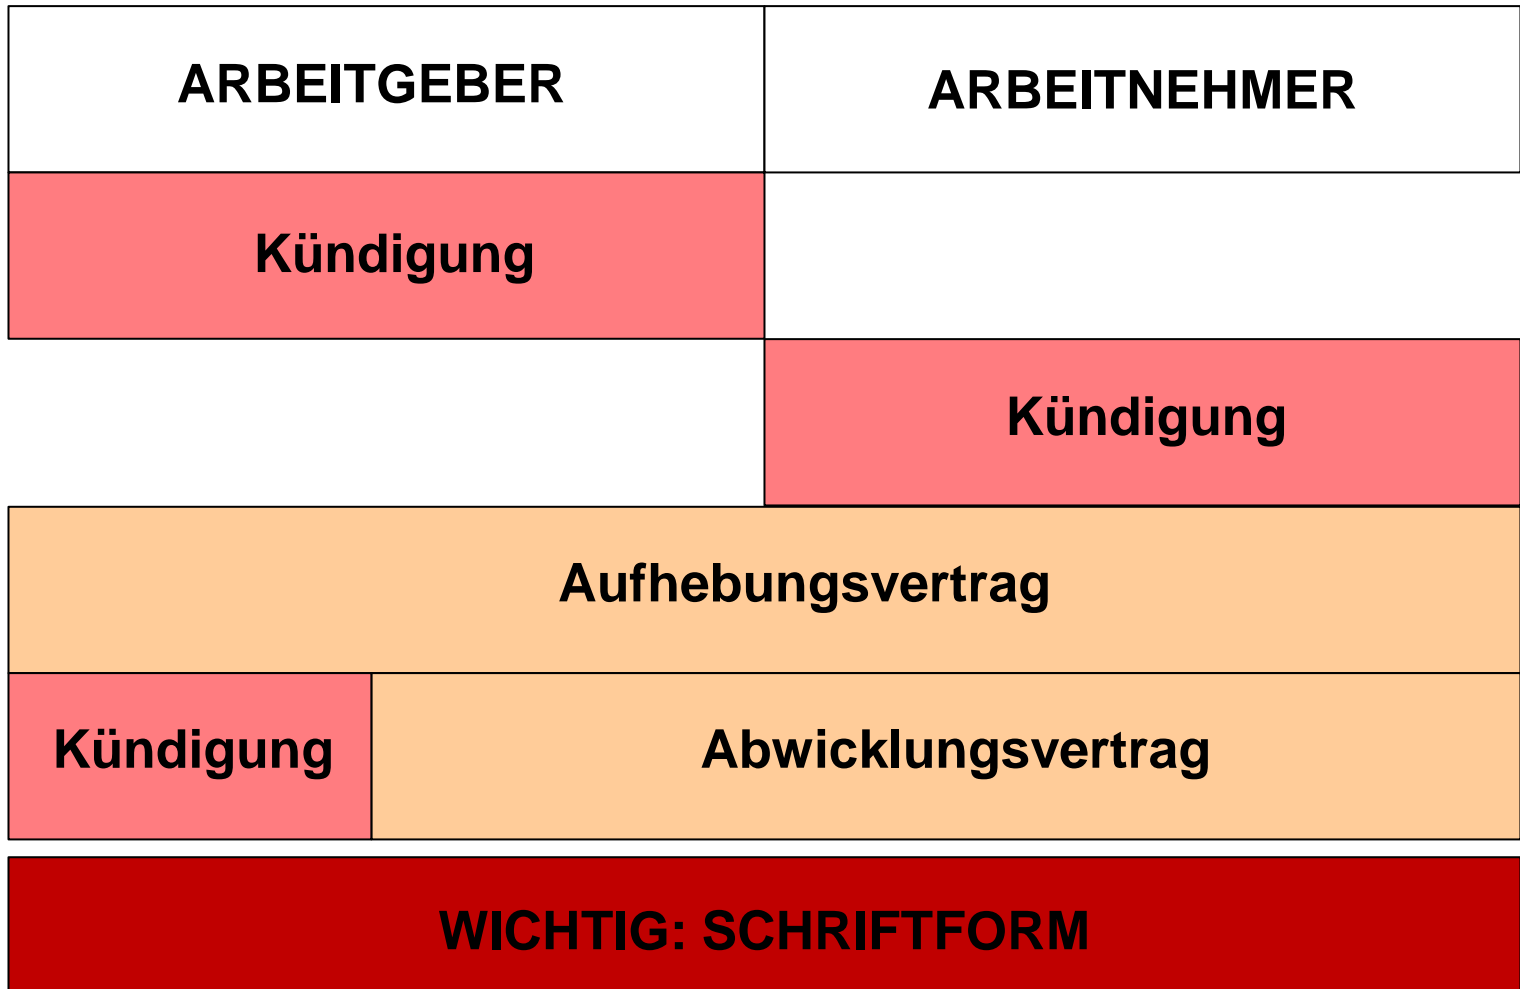 ARBEITGEBER
ARBEITNEHMER
Kündigung
Kündigung
Aufhebungsvertrag
Kündigung
Abwicklungsvertrag
WICHTIG: SCHRIFTFORM